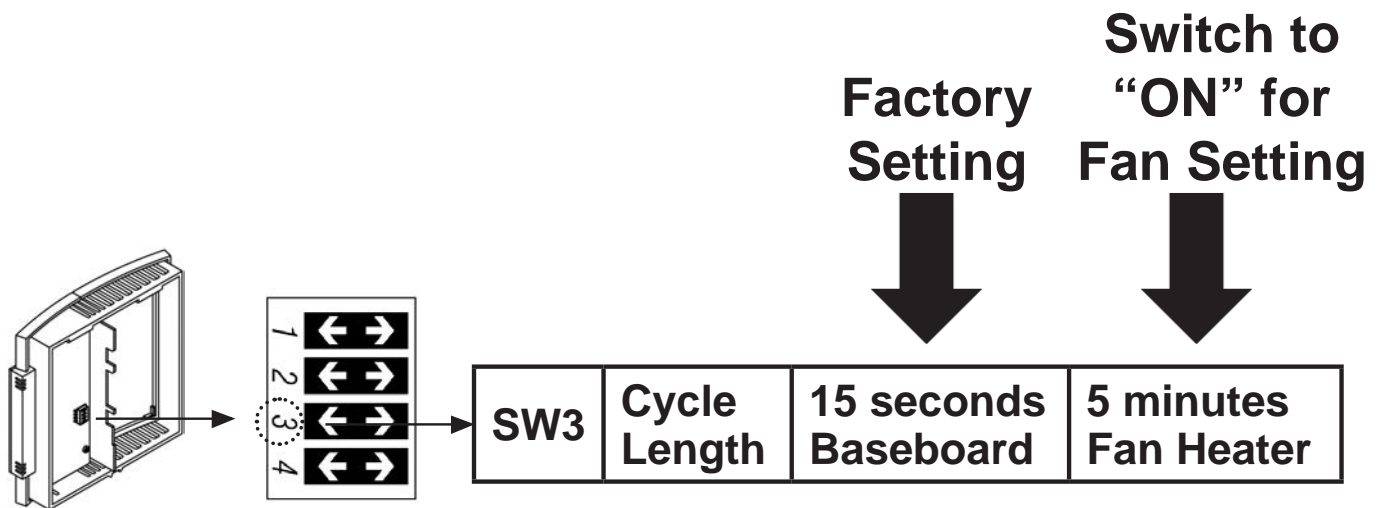 Factory
Setting
Switch to
“ON” for
Fan Setting
1
2
3
4
SW3
Cycle
Length
15 seconds
Baseboard
5 minutes
Fan Heater